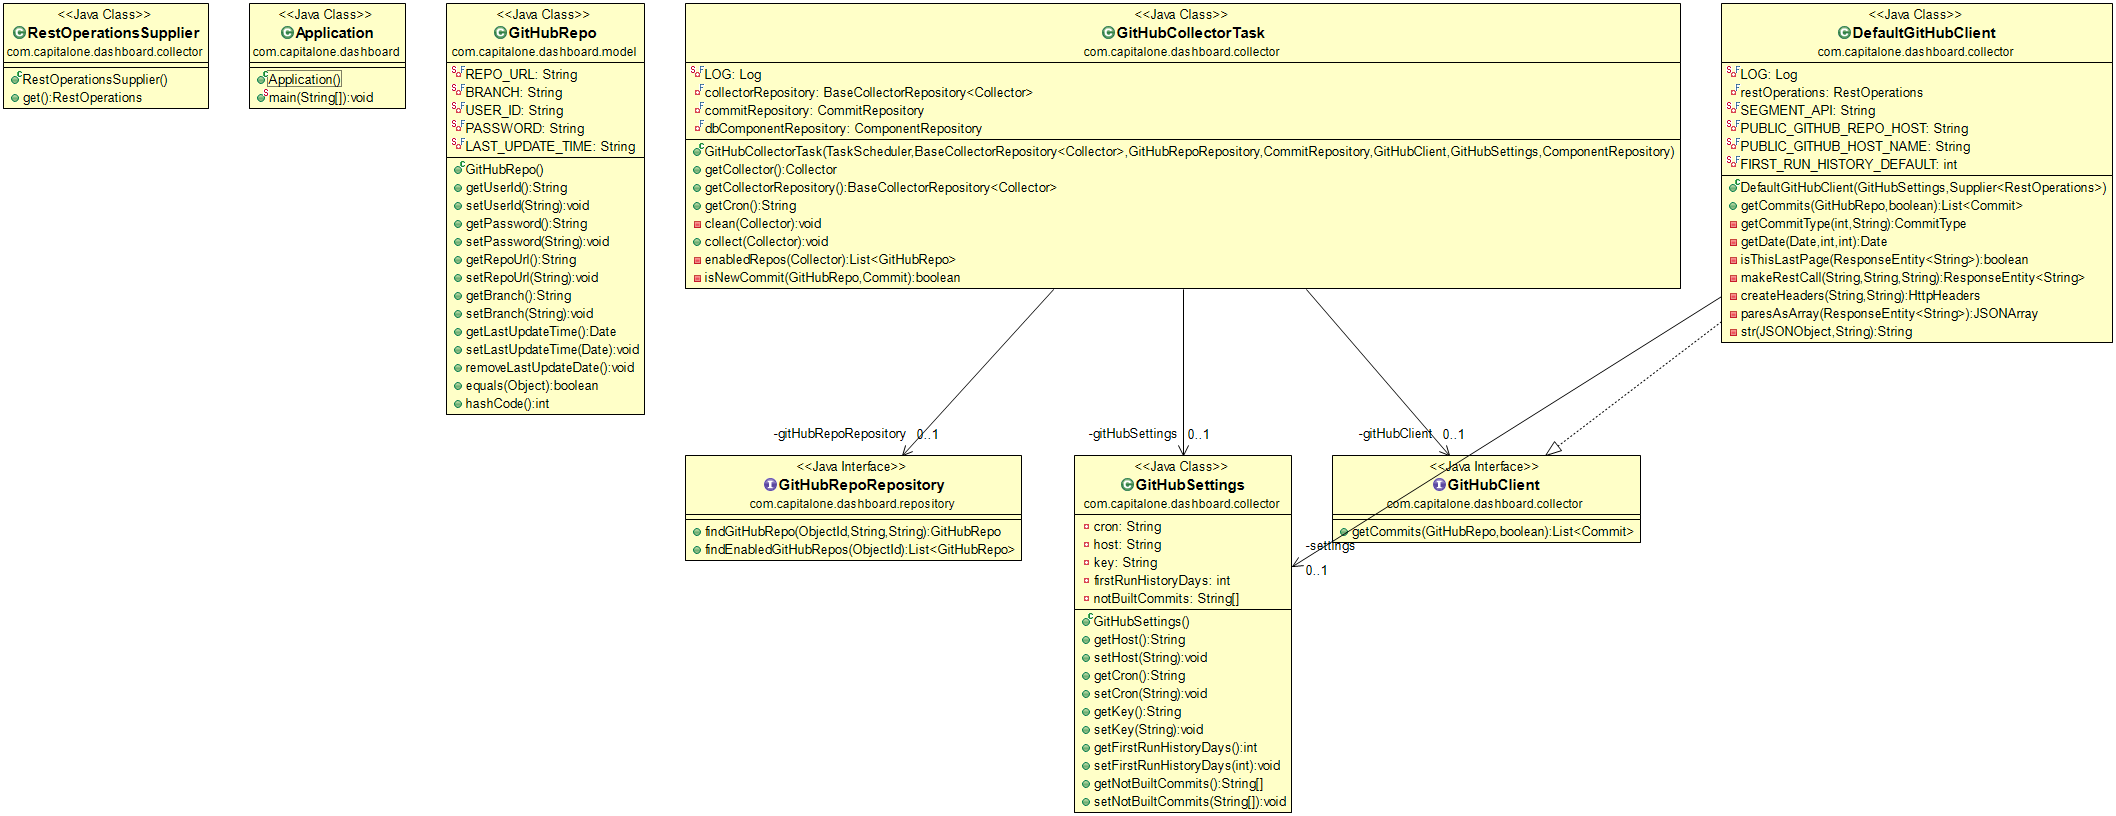 <<Java Class>>
RestOperationsSupplier
com.capitalone.dashboard.collector
RestOperationsSupplier()
get():RestOperations
<<Java Class>>
Application
com.capitalone.dashboard
Application()
main(String[]):void
<<Java Class>>
GitHubRepo
com.capitalone.dashboard.model
REPO_URL: String
BRANCH: String
USER_ID: String
PASSWORD: String
LAST_UPDATE_TIME: String
GitHubRepo()
getUserId():String
setUserId(String):void
getPassword():String
setPassword(String):void
getRepoUrl():String
setRepoUrl(String):void
getBranch():String
setBranch(String):void
getLastUpdateTime():Date
setLastUpdateTime(Date):void
removeLastUpdateDate():void
equals(Object):boolean
hashCode():int
<<Java Class>>
GitHubCollectorTask
com.capitalone.dashboard.collector
LOG: Log
collectorRepository: BaseCollectorRepository<Collector>
commitRepository: CommitRepository
dbComponentRepository: ComponentRepository
GitHubCollectorTask(TaskScheduler,BaseCollectorRepository<Collector>,GitHubRepoRepository,CommitRepository,GitHubClient,GitHubSettings,ComponentRepository)
getCollector():Collector
getCollectorRepository():BaseCollectorRepository<Collector>
getCron():String
clean(Collector):void
collect(Collector):void
enabledRepos(Collector):List<GitHubRepo>
isNewCommit(GitHubRepo,Commit):boolean
<<Java Class>>
DefaultGitHubClient
com.capitalone.dashboard.collector
LOG: Log
restOperations: RestOperations
SEGMENT_API: String
PUBLIC_GITHUB_REPO_HOST: String
PUBLIC_GITHUB_HOST_NAME: String
FIRST_RUN_HISTORY_DEFAULT: int
DefaultGitHubClient(GitHubSettings,Supplier<RestOperations>)
getCommits(GitHubRepo,boolean):List<Commit>
getCommitType(int,String):CommitType
getDate(Date,int,int):Date
isThisLastPage(ResponseEntity<String>):boolean
makeRestCall(String,String,String):ResponseEntity<String>
createHeaders(String,String):HttpHeaders
paresAsArray(ResponseEntity<String>):JSONArray
str(JSONObject,String):String
-gitHubRepoRepository 0..1
-gitHubSettings 0..1
-gitHubClient 0..1
<<Java Interface>>
GitHubRepoRepository
com.capitalone.dashboard.repository
findGitHubRepo(ObjectId,String,String):GitHubRepo
findEnabledGitHubRepos(ObjectId):List<GitHubRepo>
<<Java Class>>
GitHubSettings
com.capitalone.dashboard.collector
cron: String
host: String
key: String
firstRunHistoryDays: int
notBuiltCommits: String[]
GitHubSettings()
getHost():String
setHost(String):void
getCron():String
setCron(String):void
getKey():String
setKey(String):void
getFirstRunHistoryDays():int
setFirstRunHistoryDays(int):void
getNotBuiltCommits():String[]
setNotBuiltCommits(String[]):void
<<Java Interface>>
GitHubClient
com.capitalone.dashboard.collector
getCommits(GitHubRepo,boolean):List<Commit>
-settings
0..1